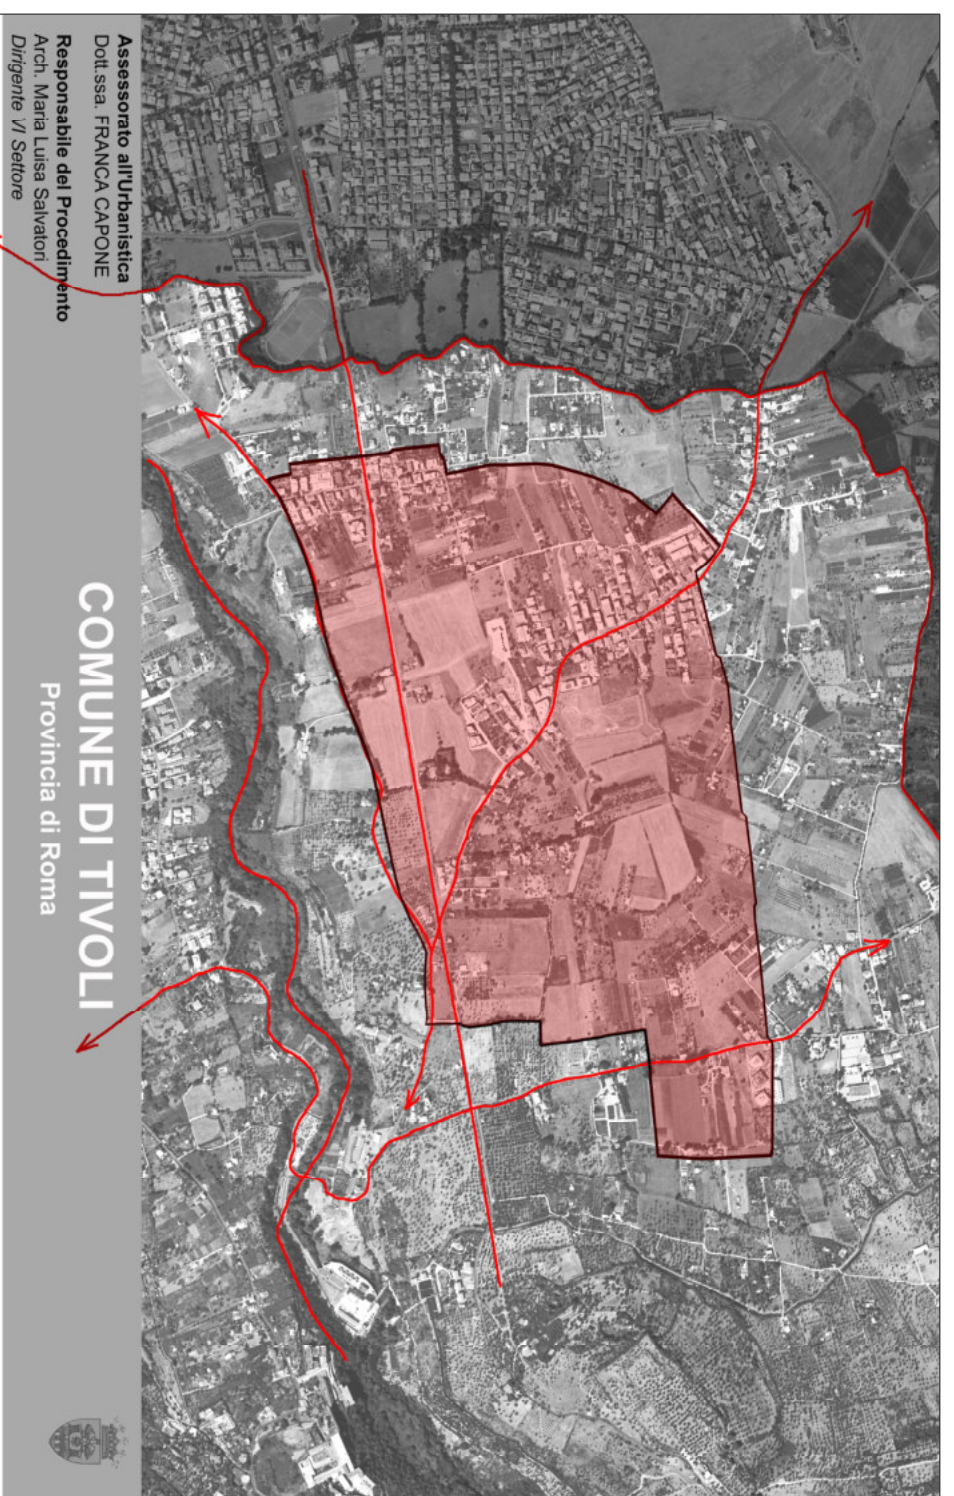 Assessorato all'Urbanistica
Dott.ssa. FRANCA CAPONE
Responsabile del Procedimento
Arch. Maria Luisa Salvatori
Dirigente VI Settore
COMUNE DI TIVOLI
Provincia di Roma